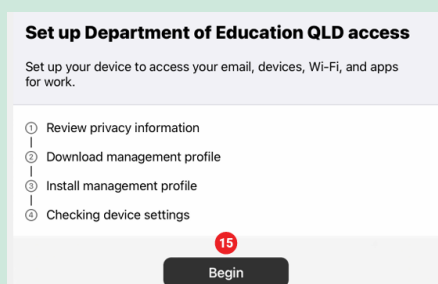 Set up Department of Education QLD access
Set up your device to access your email, devices, Wi-Fi, and apps
for work.
1 Review privacy information
2 Download management profile
3 Install management profile
4 Checking device settings
15
Begin